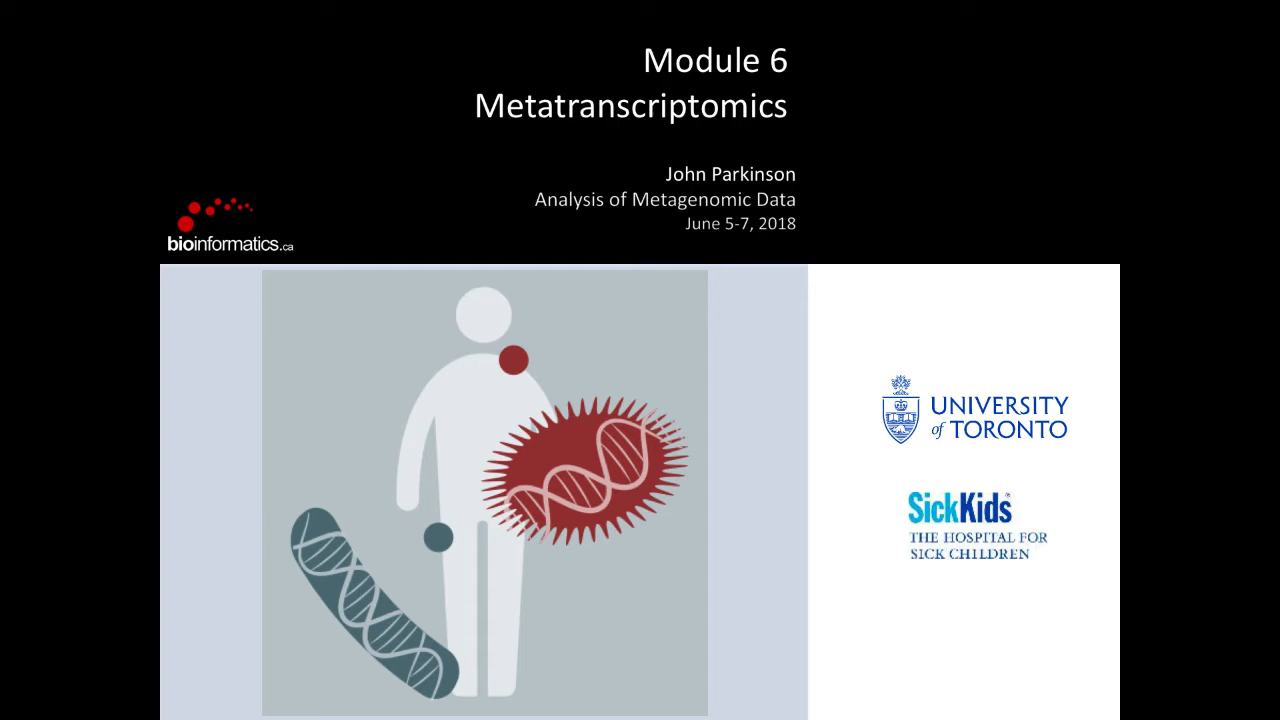 Module 6
Metatranscriptomics
John Parkinson
Analysis of Metagenomic Data
June 5-7, 2018
bioinformatics.ca
UNIVERSITY
of TORONTO
SickKids®
THE HOSPITAL FOR
SICK CHILDREN